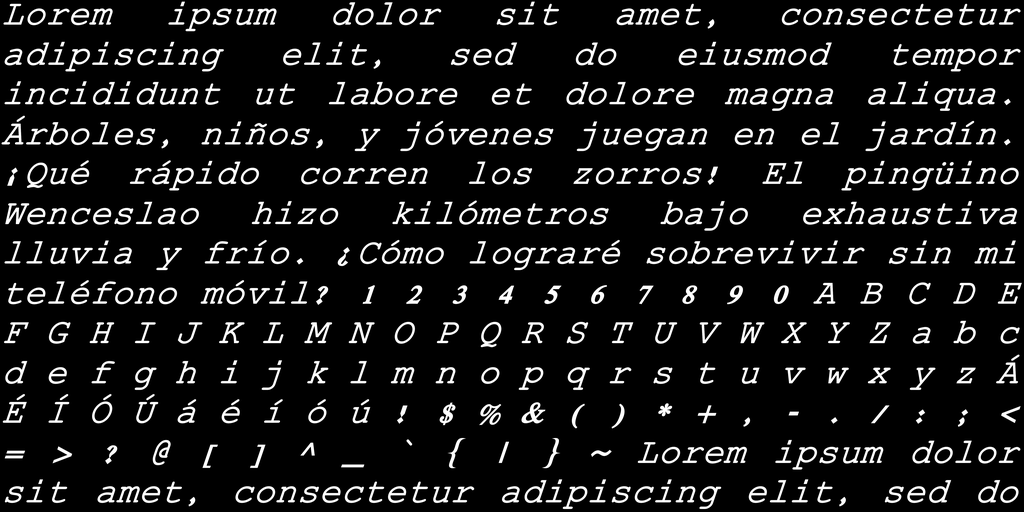 Lorem ipsum dolor sit amet, consectetur
adipiscing elit, sed do eiusmod tempor
incididunt ut labore et dolore magna aliqua.
Árboles, niños, y jóvenes juegan en el jardín.
¡Qué rápido corren los zorros! El pingüino
Wenceslao hizo kilómetros bajo exhaustiva
lluvia y frío. ¿Cómo lograré sobrevivir sin mi
teléfono móvil? 1 2 3 4 5 6 7 8 9 0 A B C D E
F G H I J K L M N O P Q R S T U V W X Y Z a b c
d e f g h i j k l m n o p q r s t u v w x y z Á
É Í Ó Ú á é í ó ú ! $ % & ( ) * + , - . / : ; <
= > ? @ [ ] ^ _ ` { | } ~ Lorem ipsum dolor
sit amet, consectetur adipiscing elit, sed do